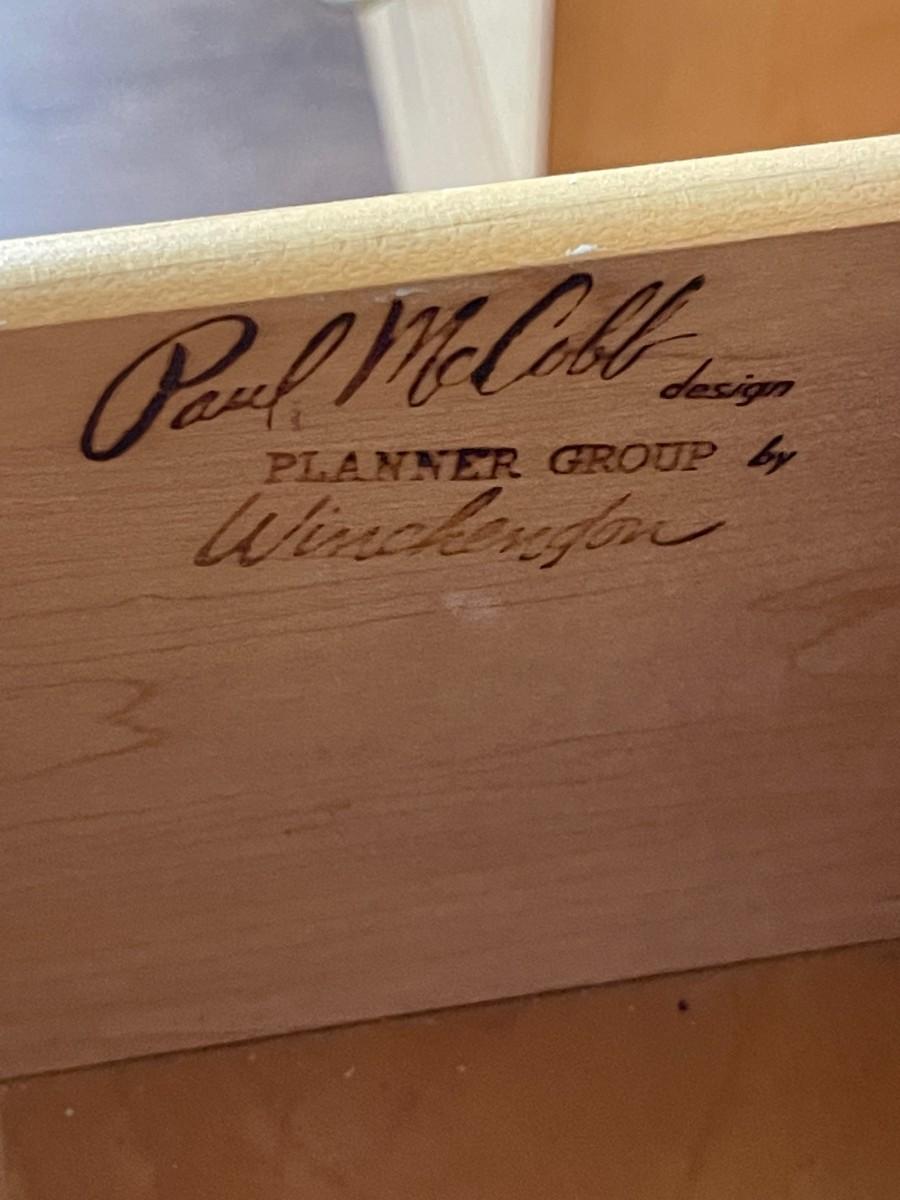 Paul McCobb
design
PLANNER GROUP by
Winchendon